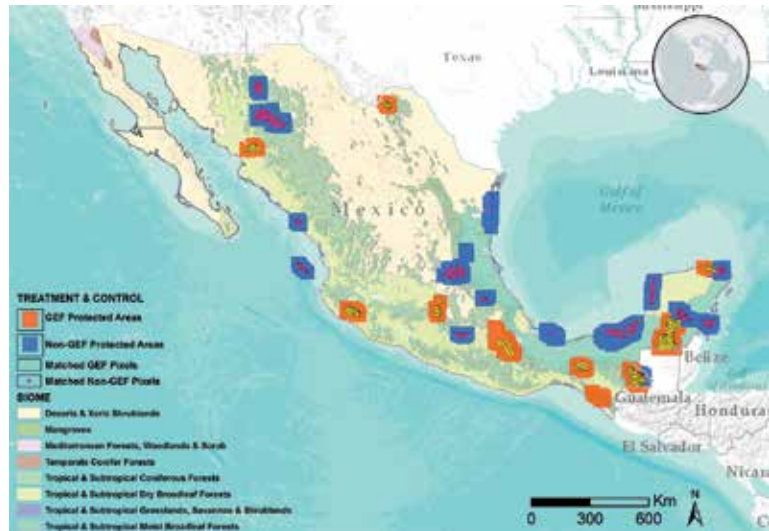 Mississippi
Texas
Louisiana
Gulf of
Mexico
México
TREATMENT & CONTROL
GEF Protected Areas
Non-GEF Protected Areas
Matched GEF Pixels
Matched Non-GEF Pixels
BIOME
Deserts & Xeric Shrublands
Mangroves
Mediterranean Forests, Woodlands & Scrub
Temperate Conifer Forests
Tropical & Subtropical Coniferous Forests
Tropical & Subtropical Dry Broadleaf Forests
Tropical & Subtropical Grasslands, Savannas & Shrublands
Tropical & Subtropical Moist Broadleaf Forests
Belize
Guatemala
Honduras
El Salvador
Nicar
Km
N
0 300 600